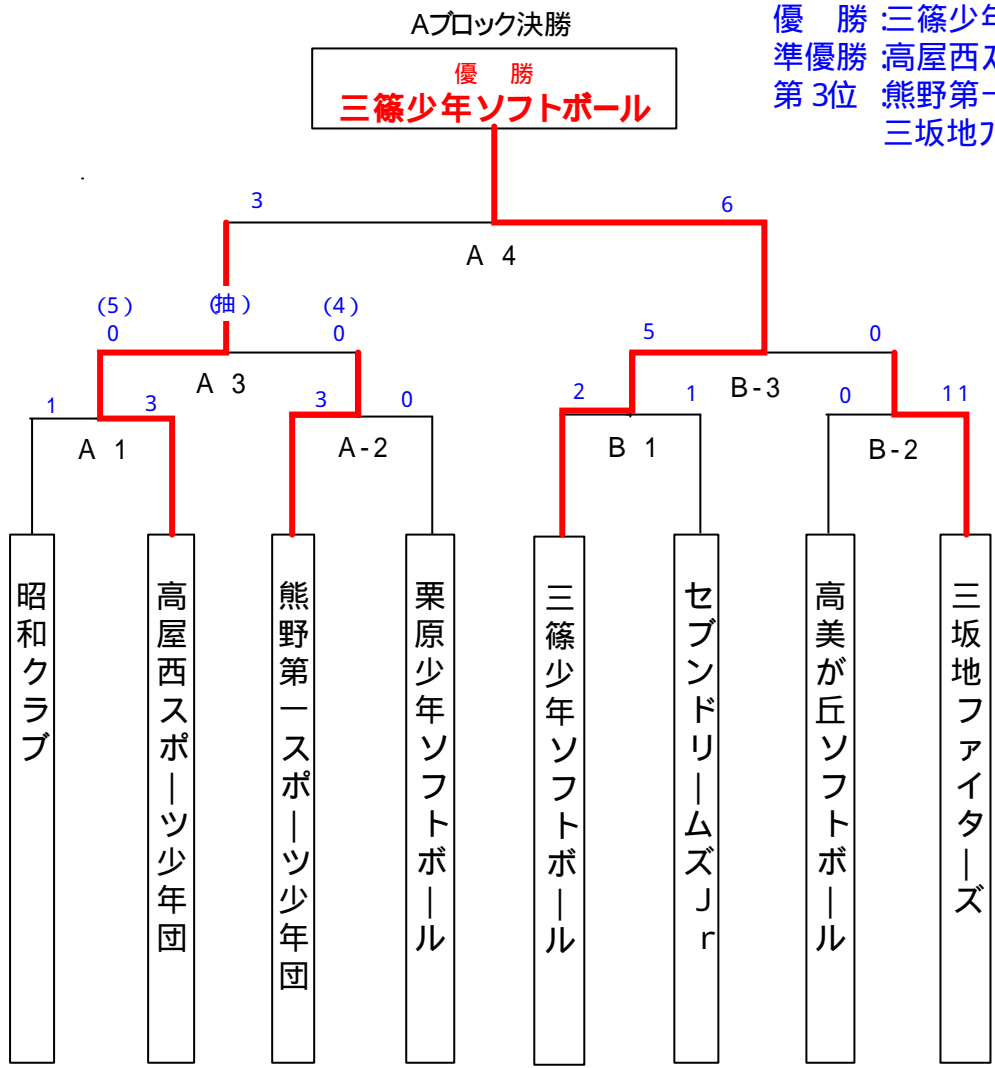 Aブロック決勝
優　勝
三篠少年ソフトボール
優　勝 :三篠少年
準優勝 :高屋西ス
第3位 :熊野第一
三坂地ア
3
6
A 4
(5)
(抽)
(4)
0
0
5
0
A 3
B-3
1
3
3
0
2
1
0
11
A 1
A-2
B 1
B-2
昭和クラブ
高屋西スポーツ少年団
熊野第一スポーツ少年団
栗原少年ソフトボール
三篠少年ソフトボール
セブンドリームズJr
高美が丘ソフトボール
三坂地ファイターズ